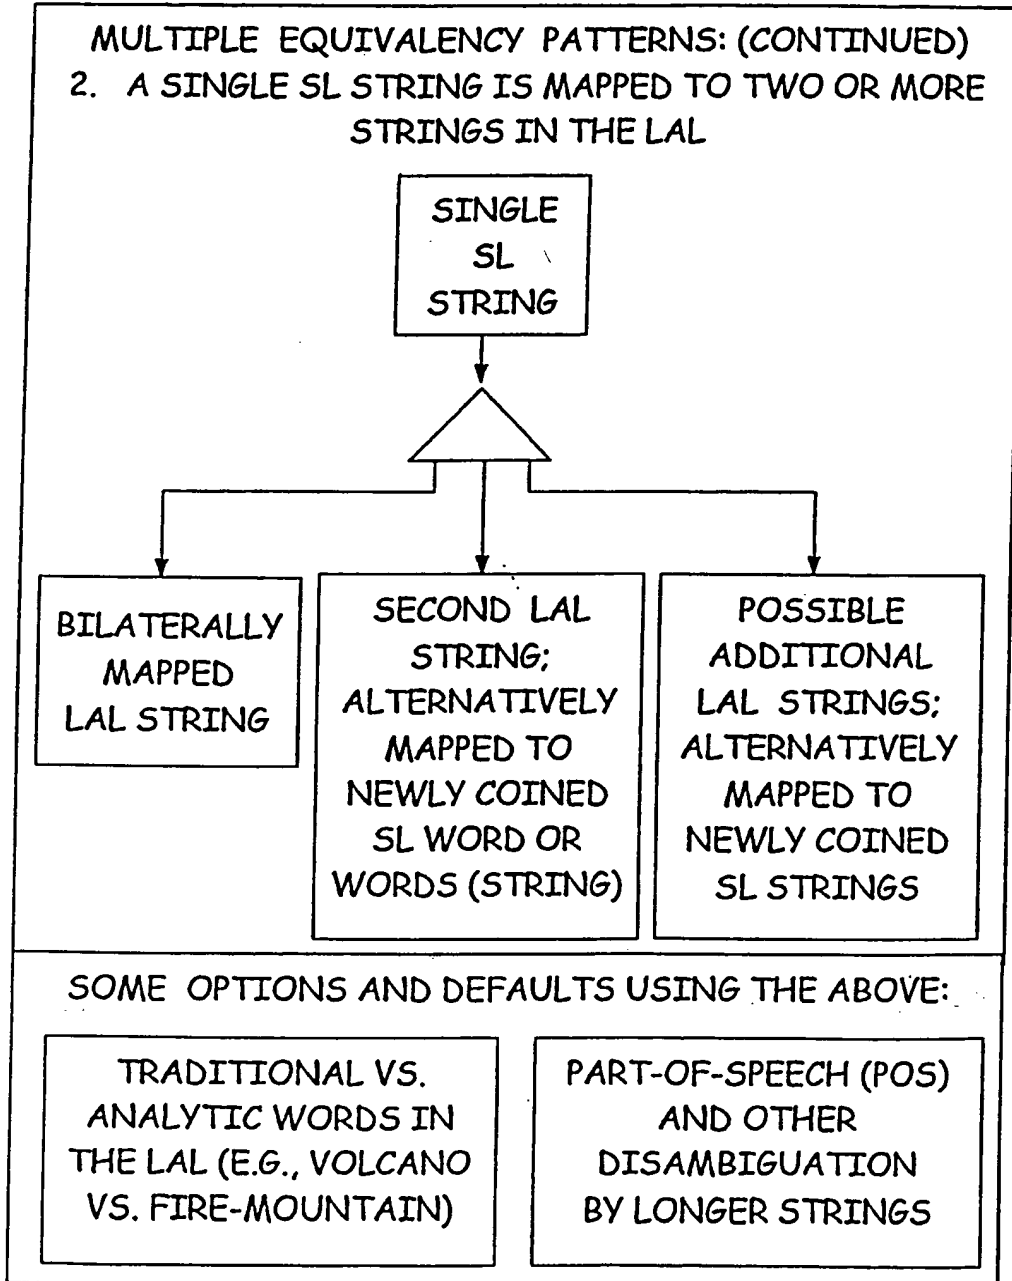 MULTIPLE EQUIVALENCY PATTERNS: (CONTINUED)
2. A SINGLE SL STRING IS MAPPED TO TWO OR MORE
STRINGS IN THE LAL
SINGLE
SL
STRING
BILATERALLY
MAPPED
LAL STRING
SECOND LAL
STRING;
ALTERNATIVELY
MAPPED TO
NEWLY COINED
SL WORD OR
WORDS (STRING)
POSSIBLE
ADDITIONAL
LAL STRINGS;
ALTERNATIVELY
MAPPED TO
NEWLY COINED
SL STRINGS
SOME OPTIONS AND DEFAULTS USING THE ABOVE:
TRADITIONAL VS.
ANALYTIC WORDS IN
THE LAL (E.G., VOLCANO
VS. FIRE-MOUNTAIN)
PART-OF-SPEECH (POS)
AND OTHER
DISAMBIGUATION
BY LONGER STRINGS